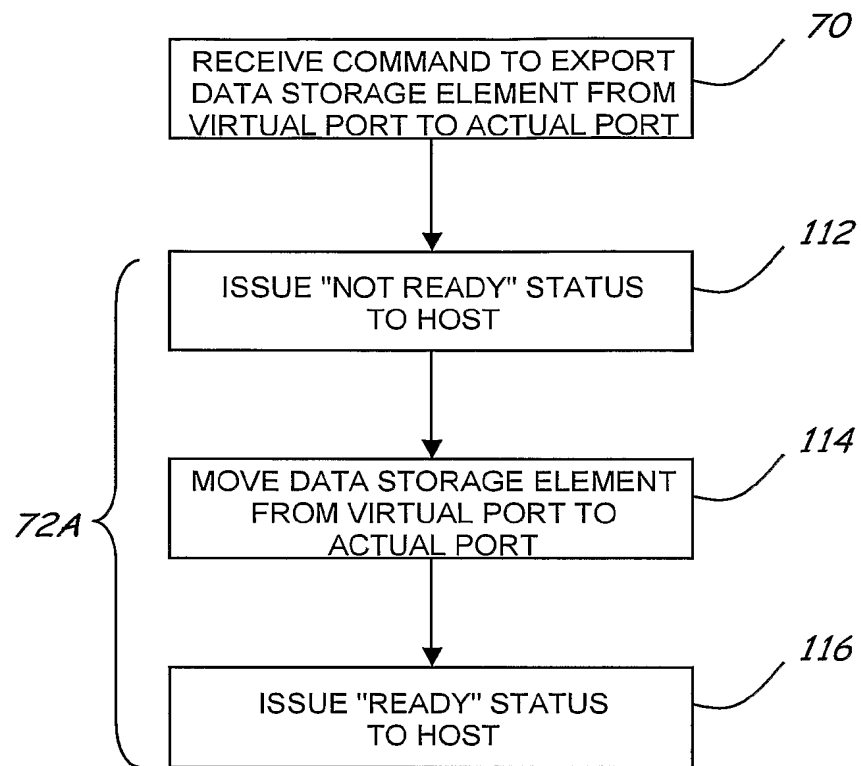 70
RECEIVE COMMAND TO EXPORT
DATA STORAGE ELEMENT FROM
VIRTUAL PORT TO ACTUAL PORT
112
ISSUE "NOT READY" STATUS
TO HOST
114
MOVE DATA STORAGE ELEMENT
FROM VIRTUAL PORT TO
ACTUAL PORT
72A
116
ISSUE "READY" STATUS
TO HOST